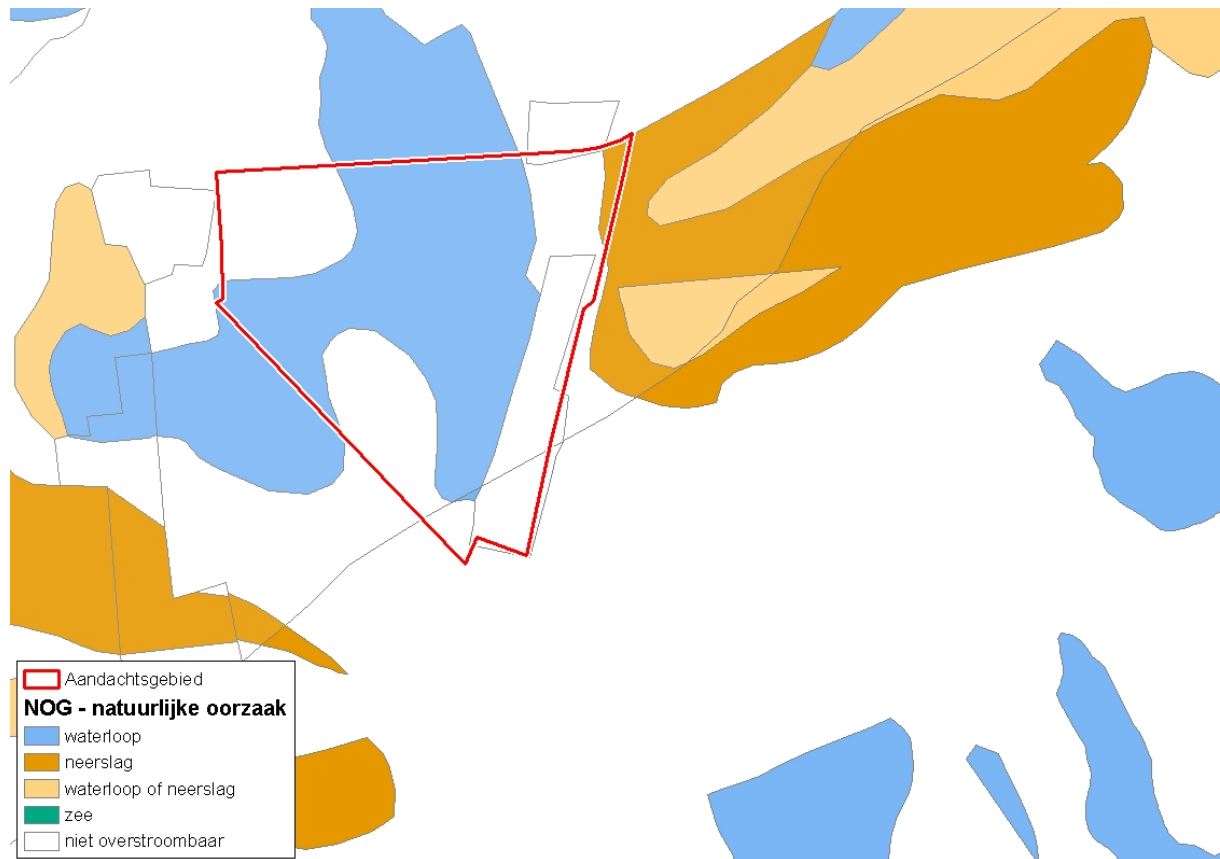 Aandachtsgebied
NOG - natuurlijke oorzaak
waterloop
neerslag
waterloop of neerslag
zee
niet overstroombaar